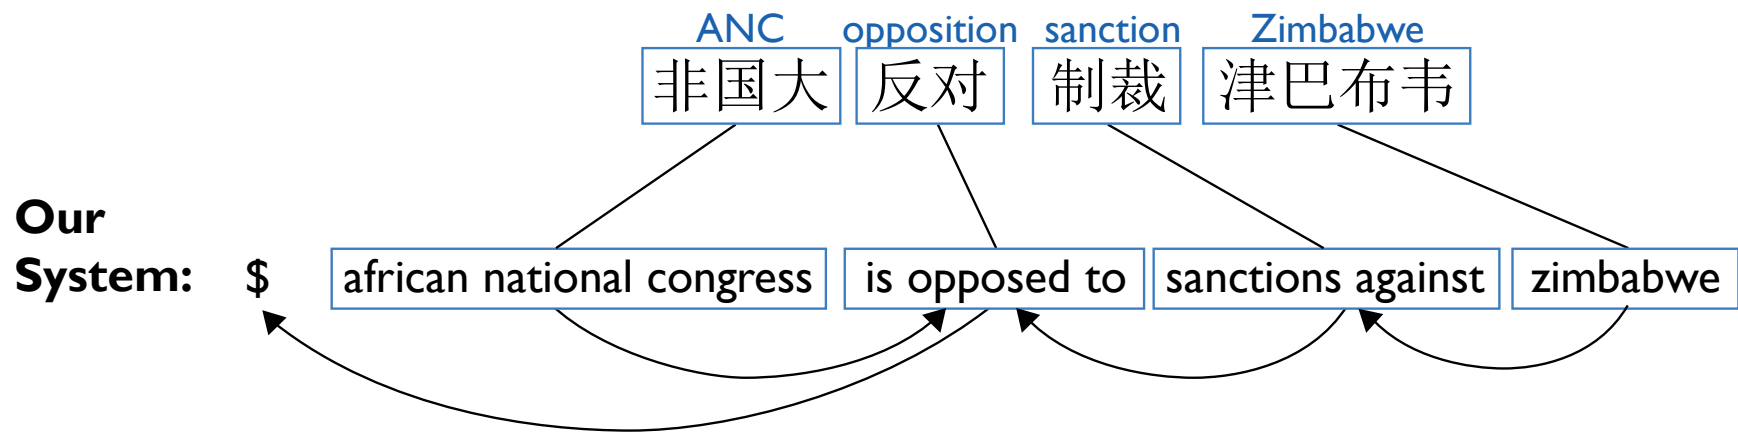 ANC opposition sanction Zimbabwe
非国大 反对 制裁 津巴布韦
Our
System: $ african national congress is opposed to sanctions against zimbabwe